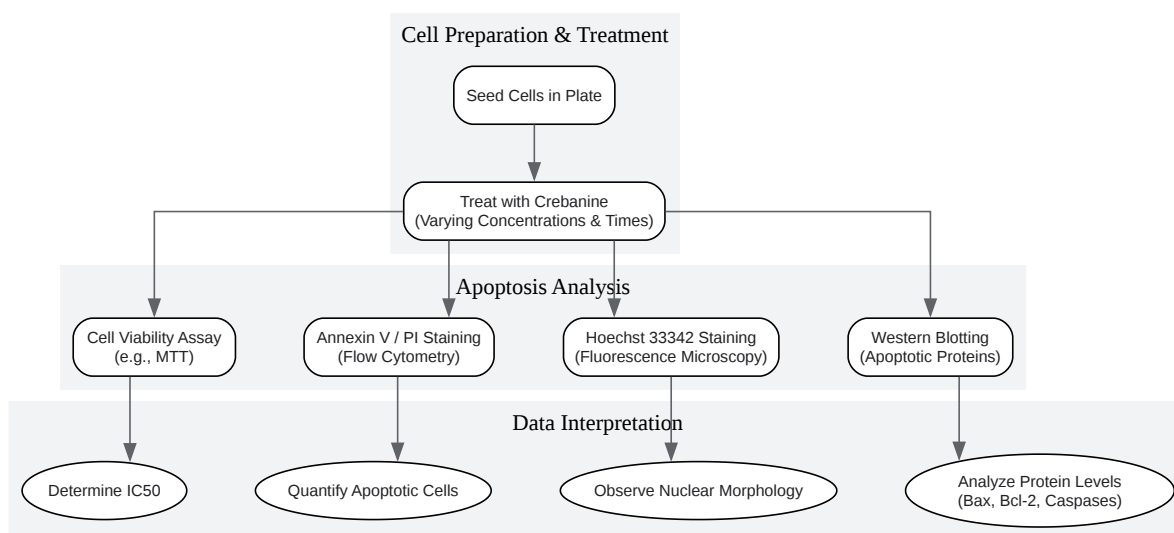 Cell Preparation & Treatment
Seed Cells in Plate
Treat with Crebanine
(Varying Concentrations & Times)
Apoptosis Analysis
Cell Viability Assay
(e.g., MTT)
Annexin V / PI Staining
(Flow Cytometry)
Hoechst 33342 Staining
(Fluorescence Microscopy)
Western Blotting
(Apoptotic Proteins)
Data Interpretation
Determine IC50
Quantify Apoptotic Cells
Observe Nuclear Morphology
Analyze Protein Levels
(Bax, Bcl-2, Caspases)